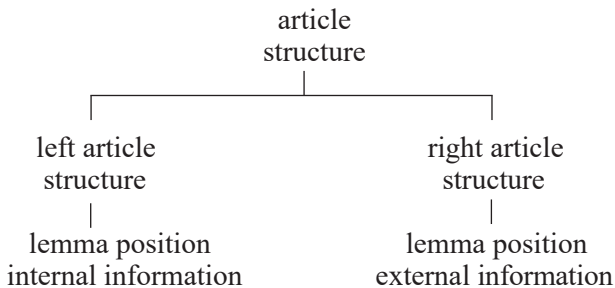 article
structure
left article
structure
right article
structure
lemma position
internal information
lemma position
external information